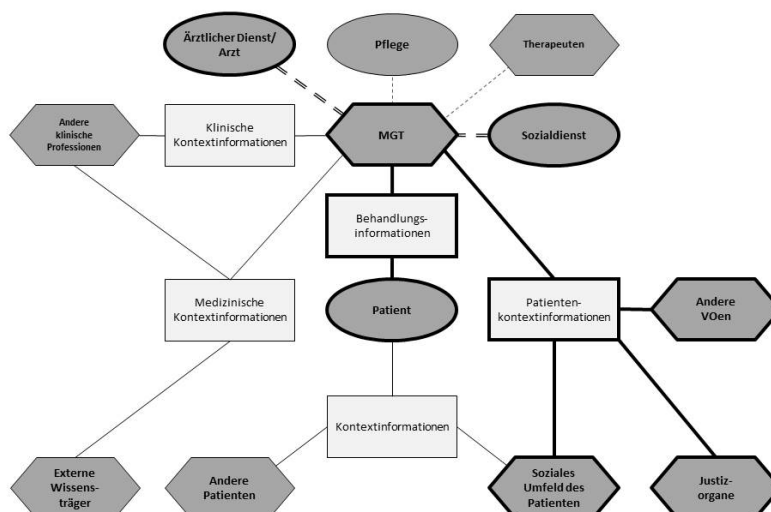 Ärztlicher Dienst/
Arzt
Pflege
Therapeuten
Andere
klinische
Professionen
Klinische
Kontextinformationen
MGT
Sozialdienst
Behandlungs-
informationen
Medizinische
Kontextinformationen
Patient
Patienten-
kontextinformationen
Andere
VOen
Kontextinformationen
Externe
Wissens-
träger
Andere
Patienten
Soziales
Umfeld des
Patienten
Justiz-
organe